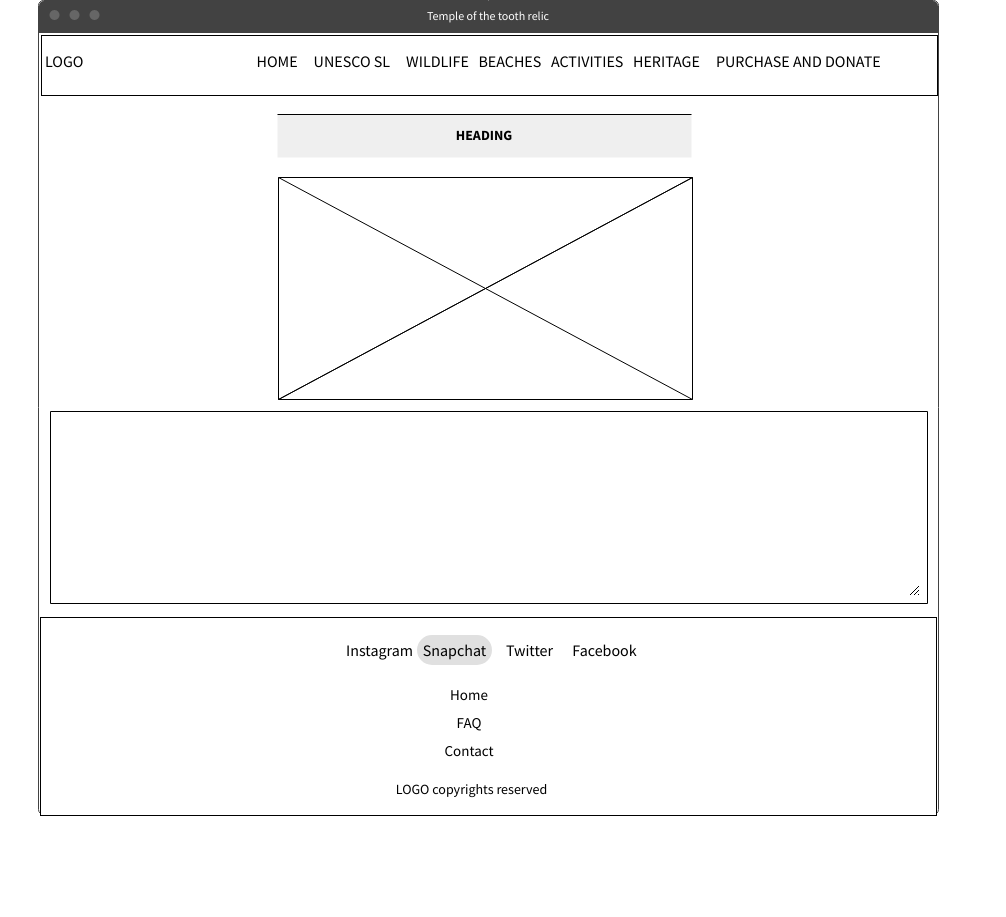 Temple of the tooth relic
LOGO HOME UNESCO SL WILDLIFE BEACHES ACTIVITIES HERITAGE PURCHASE AND DONATE
HEADING
Instagram Snapchat Twitter Facebook
Home
FAQ
Contact
LOGO copyrights reserved